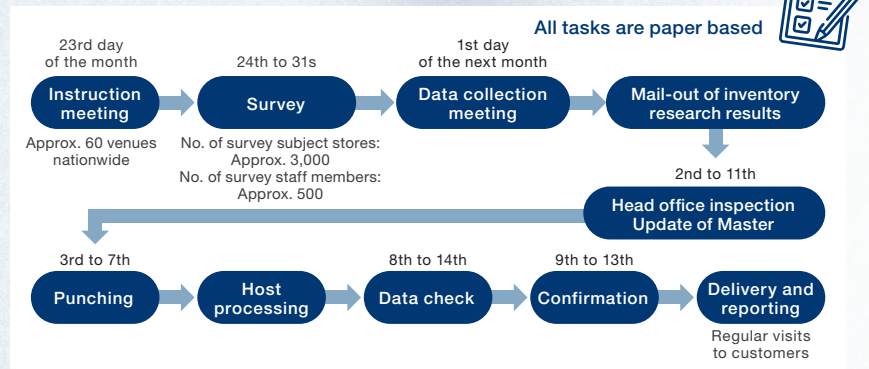 All tasks are paper based
23rd day
of the month
Instruction
meeting
Approx. 60 venues
nationwide
24th to 31s
Survey
No. of survey subject stores:
Approx. 3,000
No. of survey staff members:
Approx. 500
1st day
of the next month
Data collection
meeting
Mail-out of inventory
research results
2nd to 11th
Head office inspection
Update of Master
3rd to 7th
Punching
Host
processing
8th to 14th
Data check
9th to 13th
Confirmation
Delivery and
reporting
Regular visits
to customers